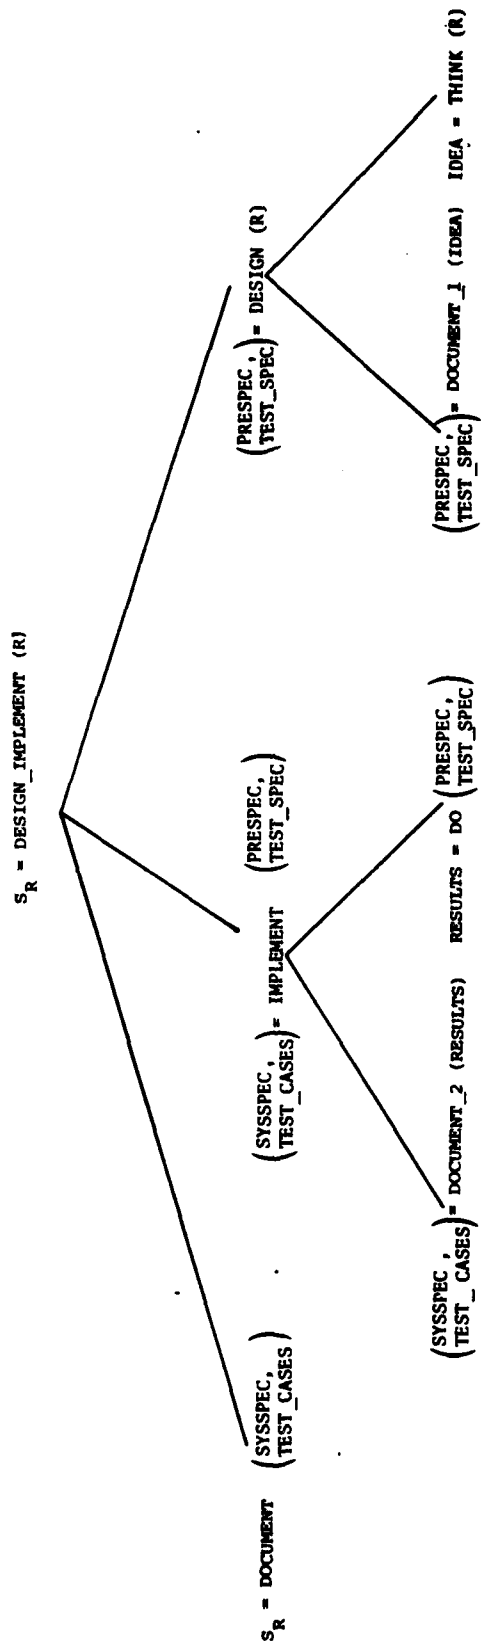 S_R = DESIGN_IMPLEMENT (R)
S_R = DOCUMENT (SYSSPEC, TEST_CASES)
(SYSSPEC, TEST_CASES) = IMPLEMENT (PRESPEC, TEST_SPEC)
(PRESPEC, TEST_SPEC) = DESIGN (R)
(SYSSPEC, TEST_CASES) = DOCUMENT_2 (RESULTS)
RESULTS = DO (PRESPEC, TEST_SPEC)
(PRESPEC, TEST_SPEC) = DOCUMENT_1 (IDEA)
IDEA = THINK (R)